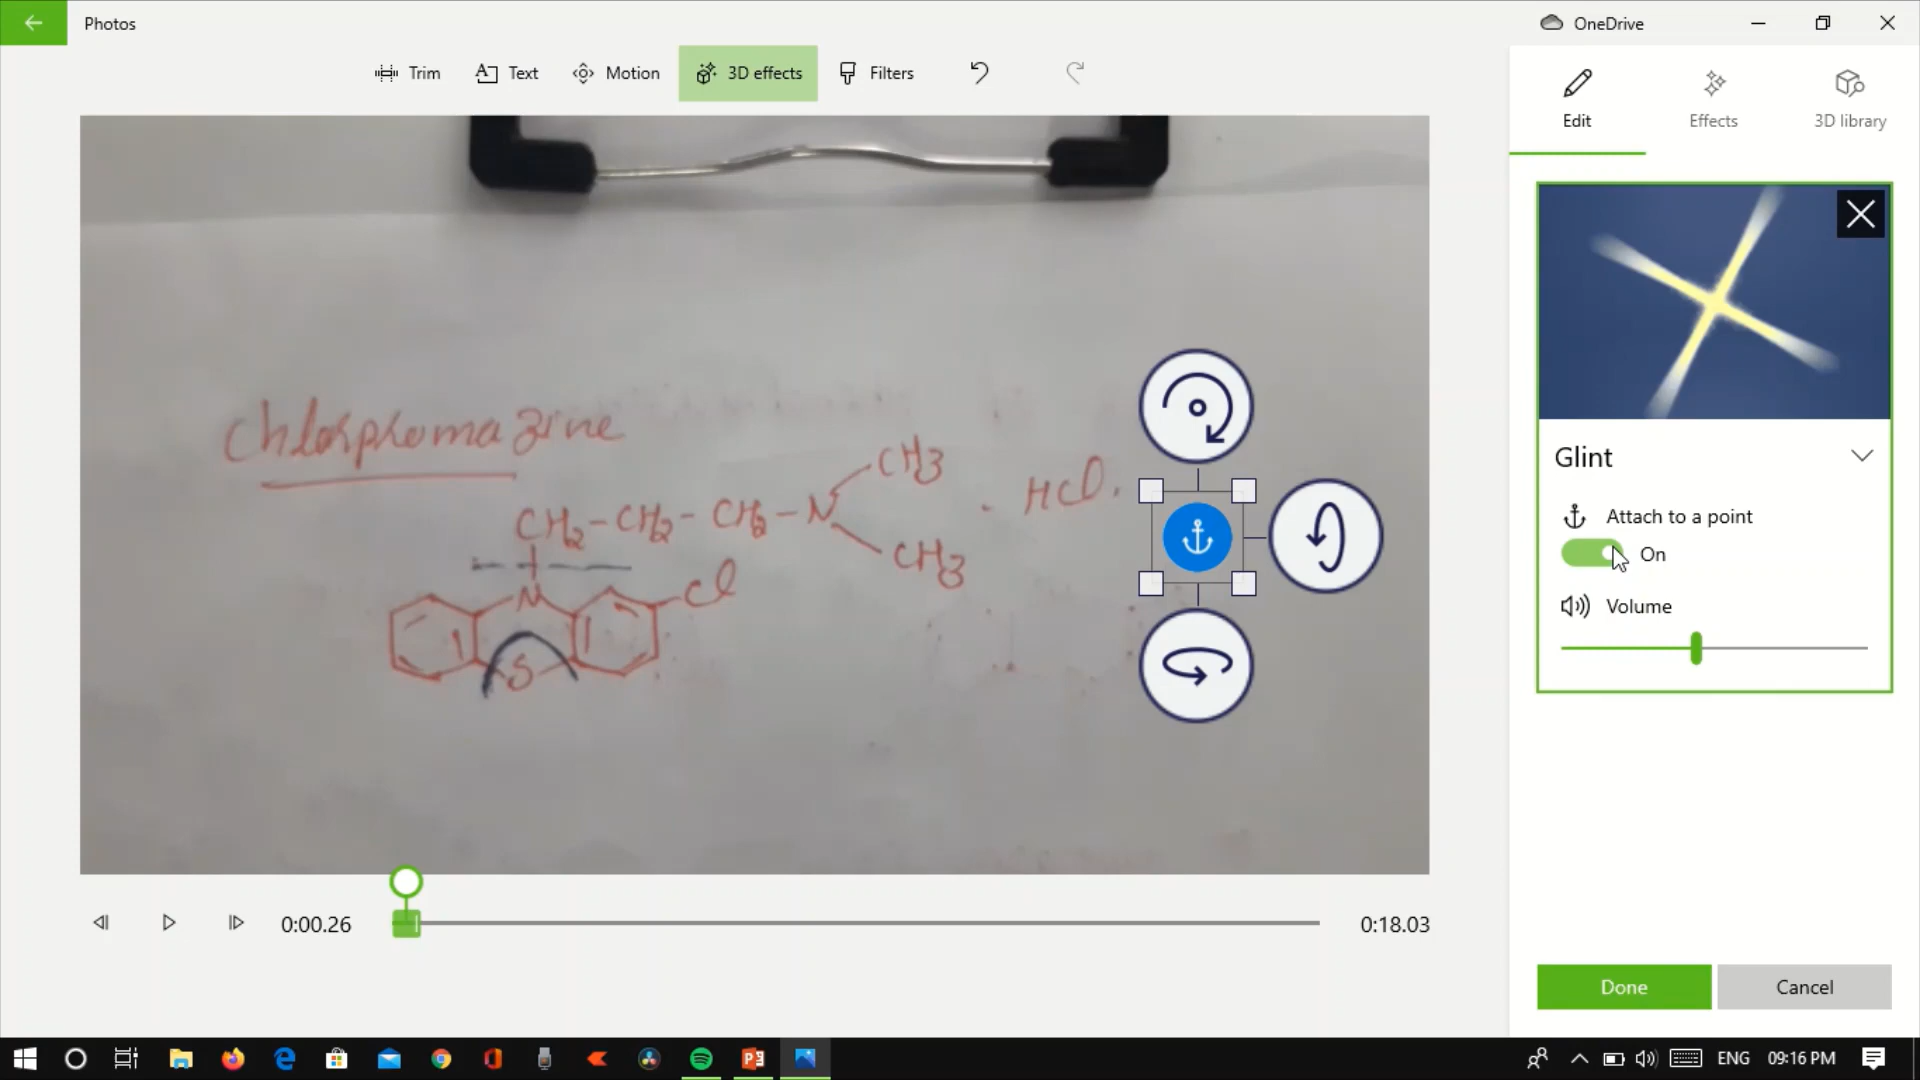 Photos
OneDrive
Trim
Text
Motion
3D effects
Filters
Edit
Effects
3D library
Chlorpromazine
CH2-CH2-CH2-N
CH3
CH3
. HCl.
N
Cl
S
Glint
Attach to a point
On
Volume
0:00.26
0:18.03
Done
Cancel
ENG
09:16 PM